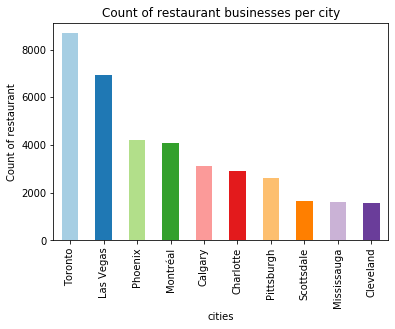 Count of restaurant businesses per city
Count of restaurant
8000
6000
4000
2000
0
Toronto
Las Vegas
Phoenix
Montréal
Calgary
Charlotte
Pittsburgh
Scottsdale
Mississauga
Cleveland
cities